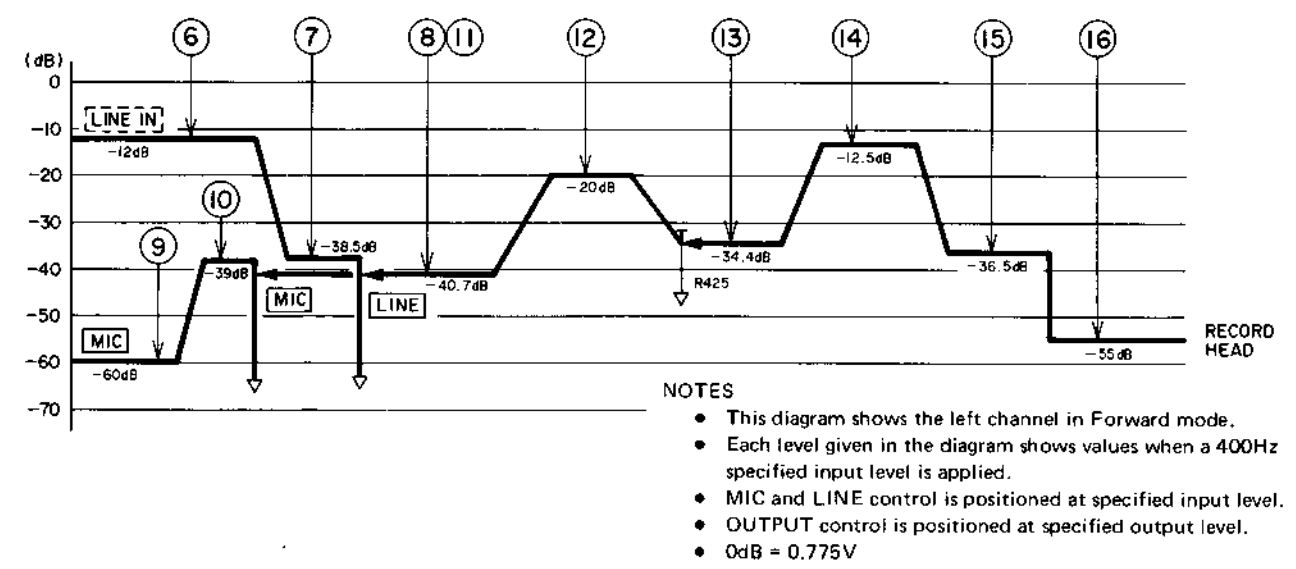 6 7 8 11 12 13 14 15 16
(dB)
0
-10
-20
-30
-40
-50
-60
-70
LINE IN
-12dB
10
9
-39dB
-38.5dB
MIC
LINE
-40.7dB
-20dB
R425
-34.4dB
-12.5dB
-36.5dB
-55dB
MIC
-60dB
RECORD
HEAD
NOTES
● This diagram shows the left channel in Forward mode.
● Each level given in the diagram shows values when a 400Hz
specified input level is applied.
● MIC and LINE control is positioned at specified input level.
● OUTPUT control is positioned at specified output level.
● 0dB = 0.775V